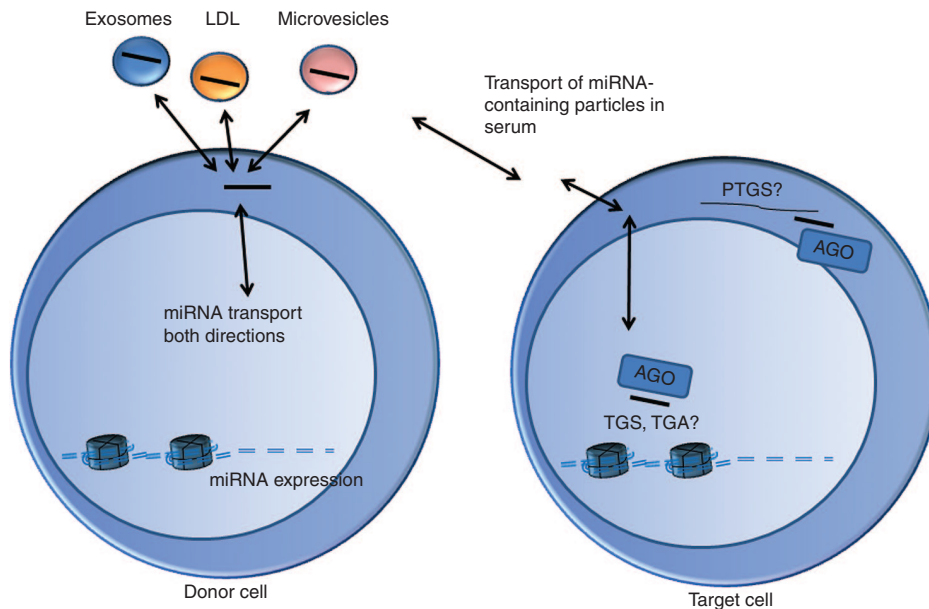 Exosomes
LDL
Microvesicles
Transport of miRNA-
containing particles in
serum
miRNA transport
both directions
miRNA expression
Donor cell
PTGS?
AGO
AGO
TGS, TGA?
Target cell